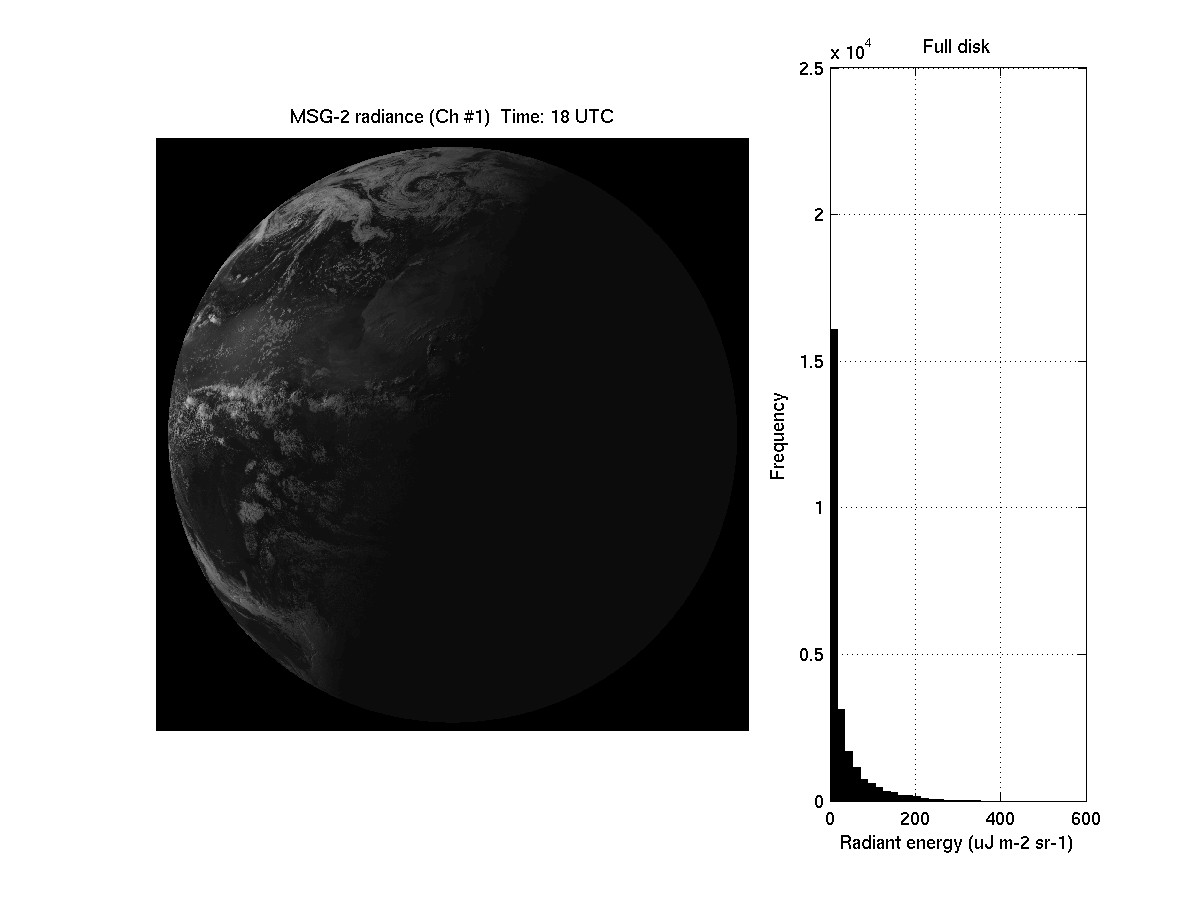 MSG-2 radiance (Ch #1)  Time: 18 UTC
Full disk
x 10^4
2.5
2
1.5
1
0.5
0
Frequency
0 200 400 600
Radiant energy (uJ m-2 sr-1)